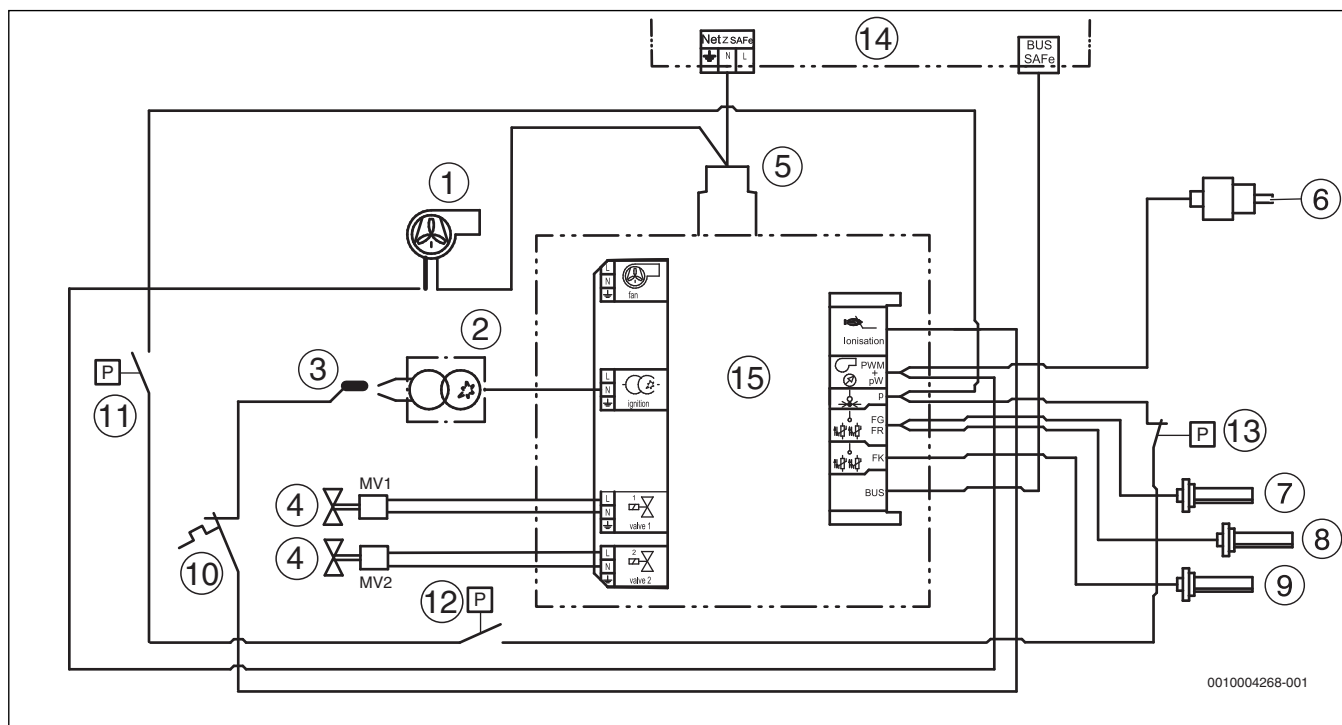 Netz SAFe
N L
14
BUS
SAFe
5
1
6
L
N
fan
2
Ionisation
15
PWM
+
pW
3
P
11
L
N
ignition
p
P
13
FG
FR
FK
MV1
4
L
N
1
valve 1
BUS
7
8
10
MV2
4
L
N
2
valve 2
9
12
P
0010004268-001